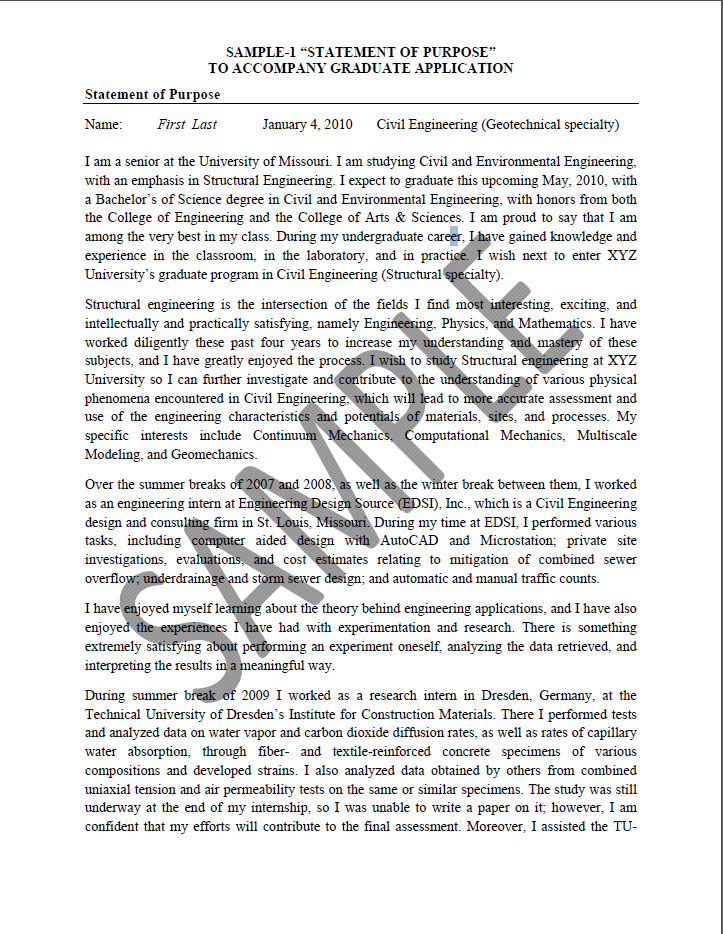 SAMPLE-1 “STATEMENT OF PURPOSE”
TO ACCOMPANY GRADUATE APPLICATION
Statement of Purpose
Name: First Last January 4, 2010 Civil Engineering (Geotechnical specialty)
I am a senior at the University of Missouri. I am studying Civil and Environmental Engineering,
with an emphasis in Structural Engineering. I expect to graduate this upcoming May, 2010, with
a Bachelor’s of Science degree in Civil and Environmental Engineering, with honors from both
the College of Engineering and the College of Arts & Sciences. I am proud to say that I am
among the very best in my class. During my undergraduate career, I have gained knowledge and
experience in the classroom, in the laboratory, and in practice. I wish next to enter XYZ
University’s graduate program in Civil Engineering (Structural specialty).
Structural engineering is the intersection of the fields I find most interesting, exciting, and
intellectually and practically satisfying, namely Engineering, Physics, and Mathematics. I have
worked diligently these past four years to increase my understanding and mastery of these
subjects, and I have greatly enjoyed the process. I wish to study Structural engineering at XYZ
University so I can further investigate and contribute to the understanding of various physical
phenomena encountered in Civil Engineering, which will lead to more accurate assessment and
use of the engineering characteristics and potentials of materials, sites, and processes. My
specific interests include Continuum Mechanics, Computational Mechanics, Multiscale
Modeling, and Geomechanics.
Over the summer breaks of 2007 and 2008, as well as the winter break between them, I worked
as an engineering intern at Engineering Design Source (EDSI), Inc., which is a Civil Engineering
design and consulting firm in St. Louis, Missouri. During my time at EDSI, I performed various
tasks, including computer aided design with AutoCAD and Microstation; private site
investigations, evaluations, and cost estimates relating to mitigation of combined sewer
overflow; underdrainage and storm sewer design; and automatic and manual traffic counts.
I have enjoyed myself learning about the theory behind engineering applications, and I have also
enjoyed the experiences I have had with experimentation and research. There is something
extremely satisfying about performing an experiment oneself, analyzing the data retrieved, and
interpreting the results in a meaningful way.
During summer break of 2009 I worked as a research intern in Dresden, Germany, at the
Technical University of Dresden’s Institute for Construction Materials. There I performed tests
and analyzed data on water vapor and carbon dioxide diffusion rates, as well as rates of capillary
water absorption, through fiber- and textile-reinforced concrete specimens of various
compositions and developed strains. I also analyzed data obtained by others from combined
uniaxial tension and air permeability tests on the same or similar specimens. The study was still
underway at the end of my internship, so I was unable to write a paper on it; however, I am
confident that my efforts will contribute to the final assessment. Moreover, I assisted the TU-
SAMPLE